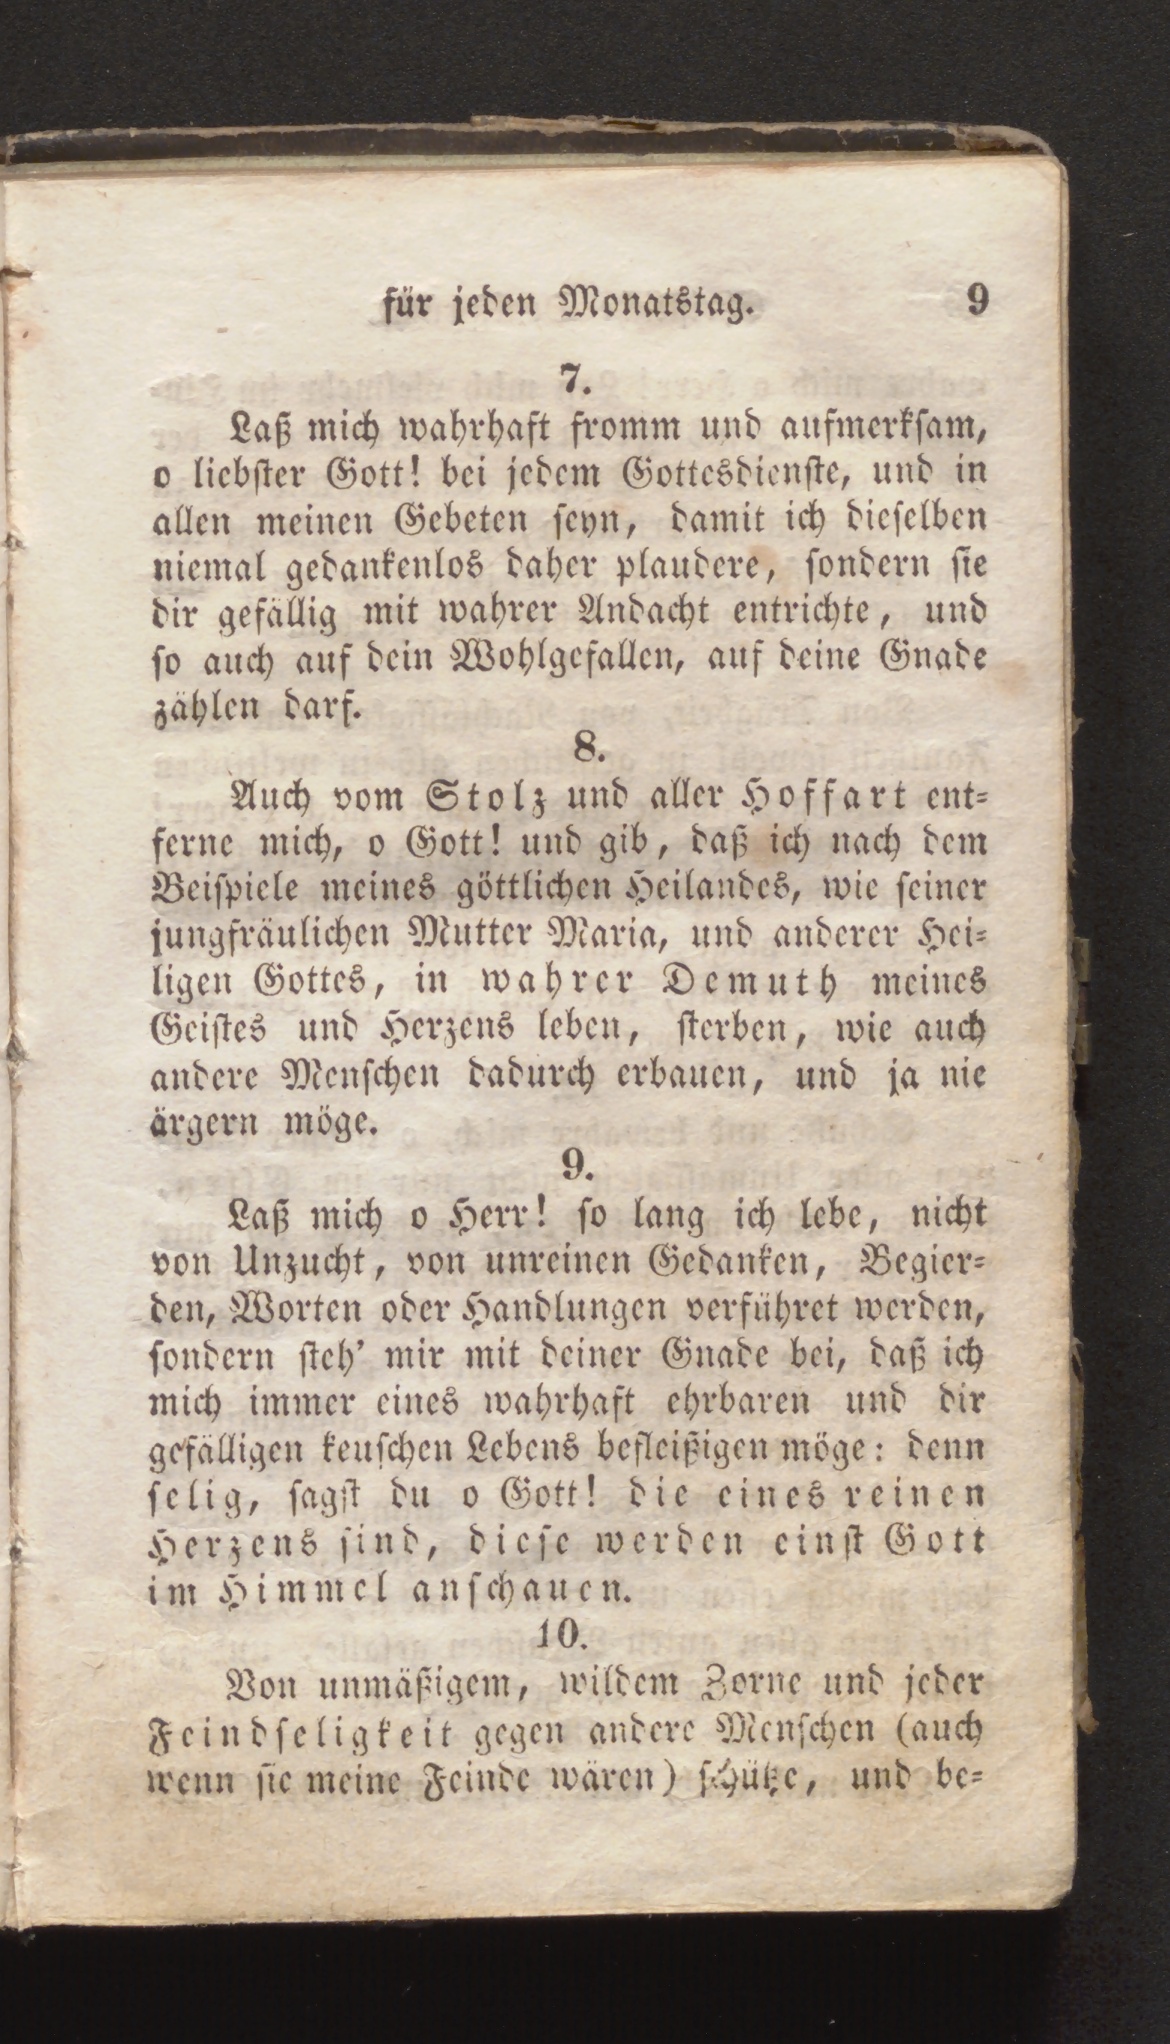 für jeden Monatstag. 9
7.
Laß mich wahrhaft fromm und aufmerkſam,
o liebſter Gott! bei jedem Gottesdienſte, und in
allen meinen Gebeten ſeyn, damit ich dieſelben
niemal gedankenlos daher plaudere, ſondern ſie
dir gefällig mit wahrer Andacht entrichte, und
ſo auch auf dein Wohlgefallen, auf deine Gnade
zählen darf.
8.
Auch vom Stolz und aller Hoffart ent⸗
ferne mich, o Gott! und gib, daß ich nach dem
Beiſpiele meines göttlichen Heilandes, wie ſeiner
jungfräulichen Mutter Maria, und anderer Hei⸗
ligen Gottes, in wahrer Demuth meines
Geiſtes und Herzens leben, ſterben, wie auch
andere Menſchen dadurch erbauen, und ja nie
ärgern möge.
9.
Laß mich o Herr! ſo lang ich lebe, nicht
von Unzucht, von unreinen Gedanken, Begier⸗
den, Worten oder Handlungen verführet werden,
ſondern ſteh’ mir mit deiner Gnade bei, daß ich
mich immer eines wahrhaft ehrbaren und dir
gefälligen keuſchen Lebens befleißigen möge: denn
ſelig, ſagſt du o Gott! die eines reinen
Herzens ſind, dieſe werden einſt Gott
im Himmel anſchauen.
10.
Von unmäßigem, wildem Zorne und jeder
Feindſeligkeit gegen andere Menſchen (auch
wenn ſie meine Feinde wären) ſchütze, und be⸗